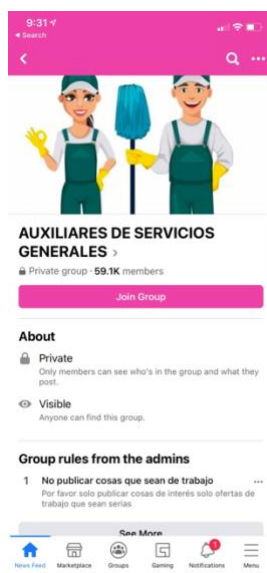 9:31
Search
AUXILIARES DE SERVICIOS
GENERALES >
Private group · 59.1K members
Join Group
About
Private
Only members can see who's in the group and what they
post.
Visible
Anyone can find this group.
Group rules from the admins
1 No publicar cosas que sean de trabajo
Por favor solo publicar cosas de interés solo ofertas de
trabajo que sean serias
See More
1
News Feed Marketplace Groups Gaming Notifications Menu